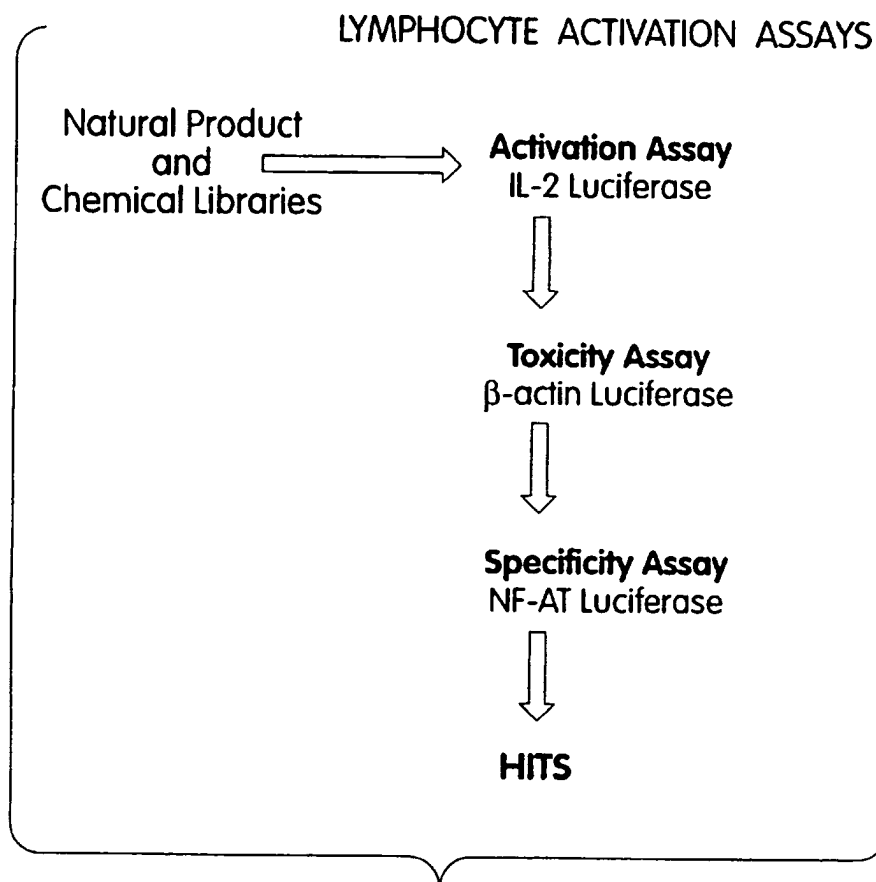 LYMPHOCYTE ACTIVATION ASSAYS
Natural Product
and
Chemical Libraries
Activation Assay
IL-2 Luciferase
Toxicity Assay
β-actin Luciferase
Specificity Assay
NF-AT Luciferase
HITS